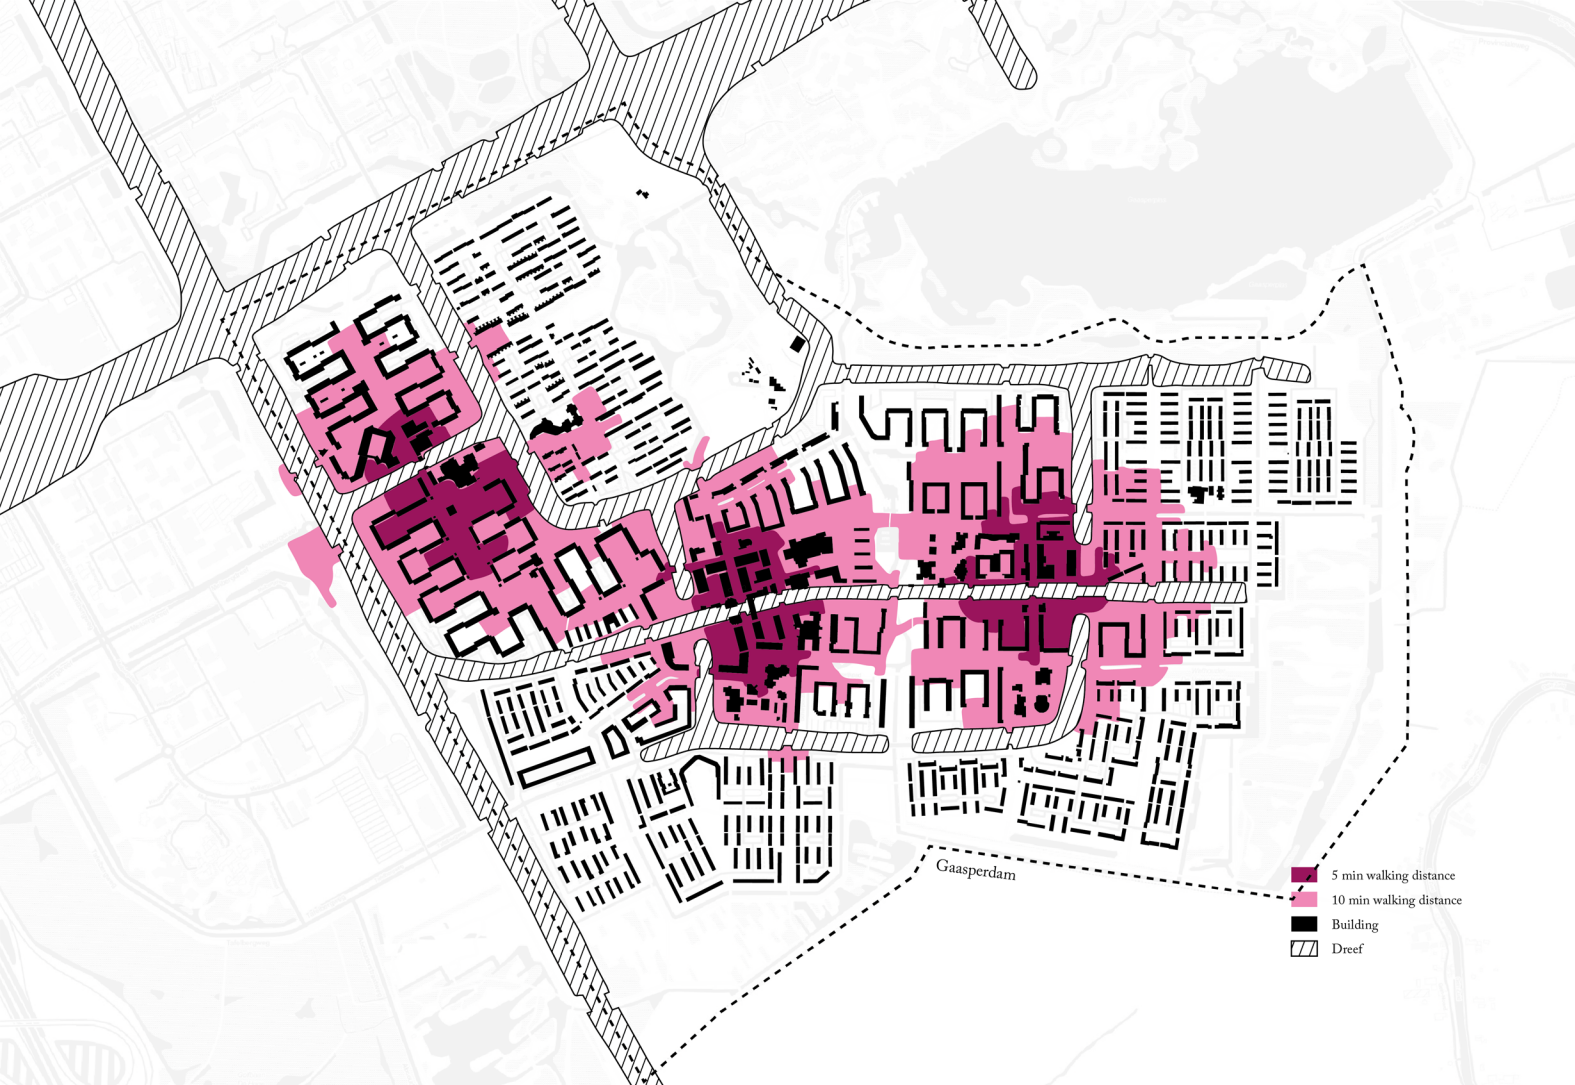 Gaasperdam
5 min walking distance
10 min walking distance
Building
Dreef